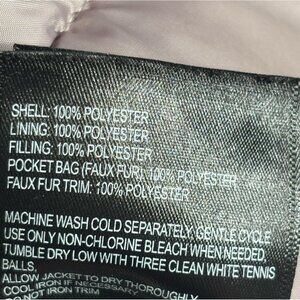 SHELL: 100% POLYESTER
LINING: 100% POLYESTER
FILLING: 100% POLYESTER
POCKET BAG (FAUX FUR): 100% POLYESTER
FAUX FUR TRIM: 100% POLYESTER
MACHINE WASH COLD SEPARATELY, GENTLE CYCLE
USE ONLY NON-CHLORINE BLEACH WHEN NEEDED,
TUMBLE DRY LOW WITH THREE CLEAN WHITE TENNIS
BALLS,
ALLOW JACKET TO DRY THOROUGHLY
COOL IRON IF NECESSARY
DO NOT IRON TRIM